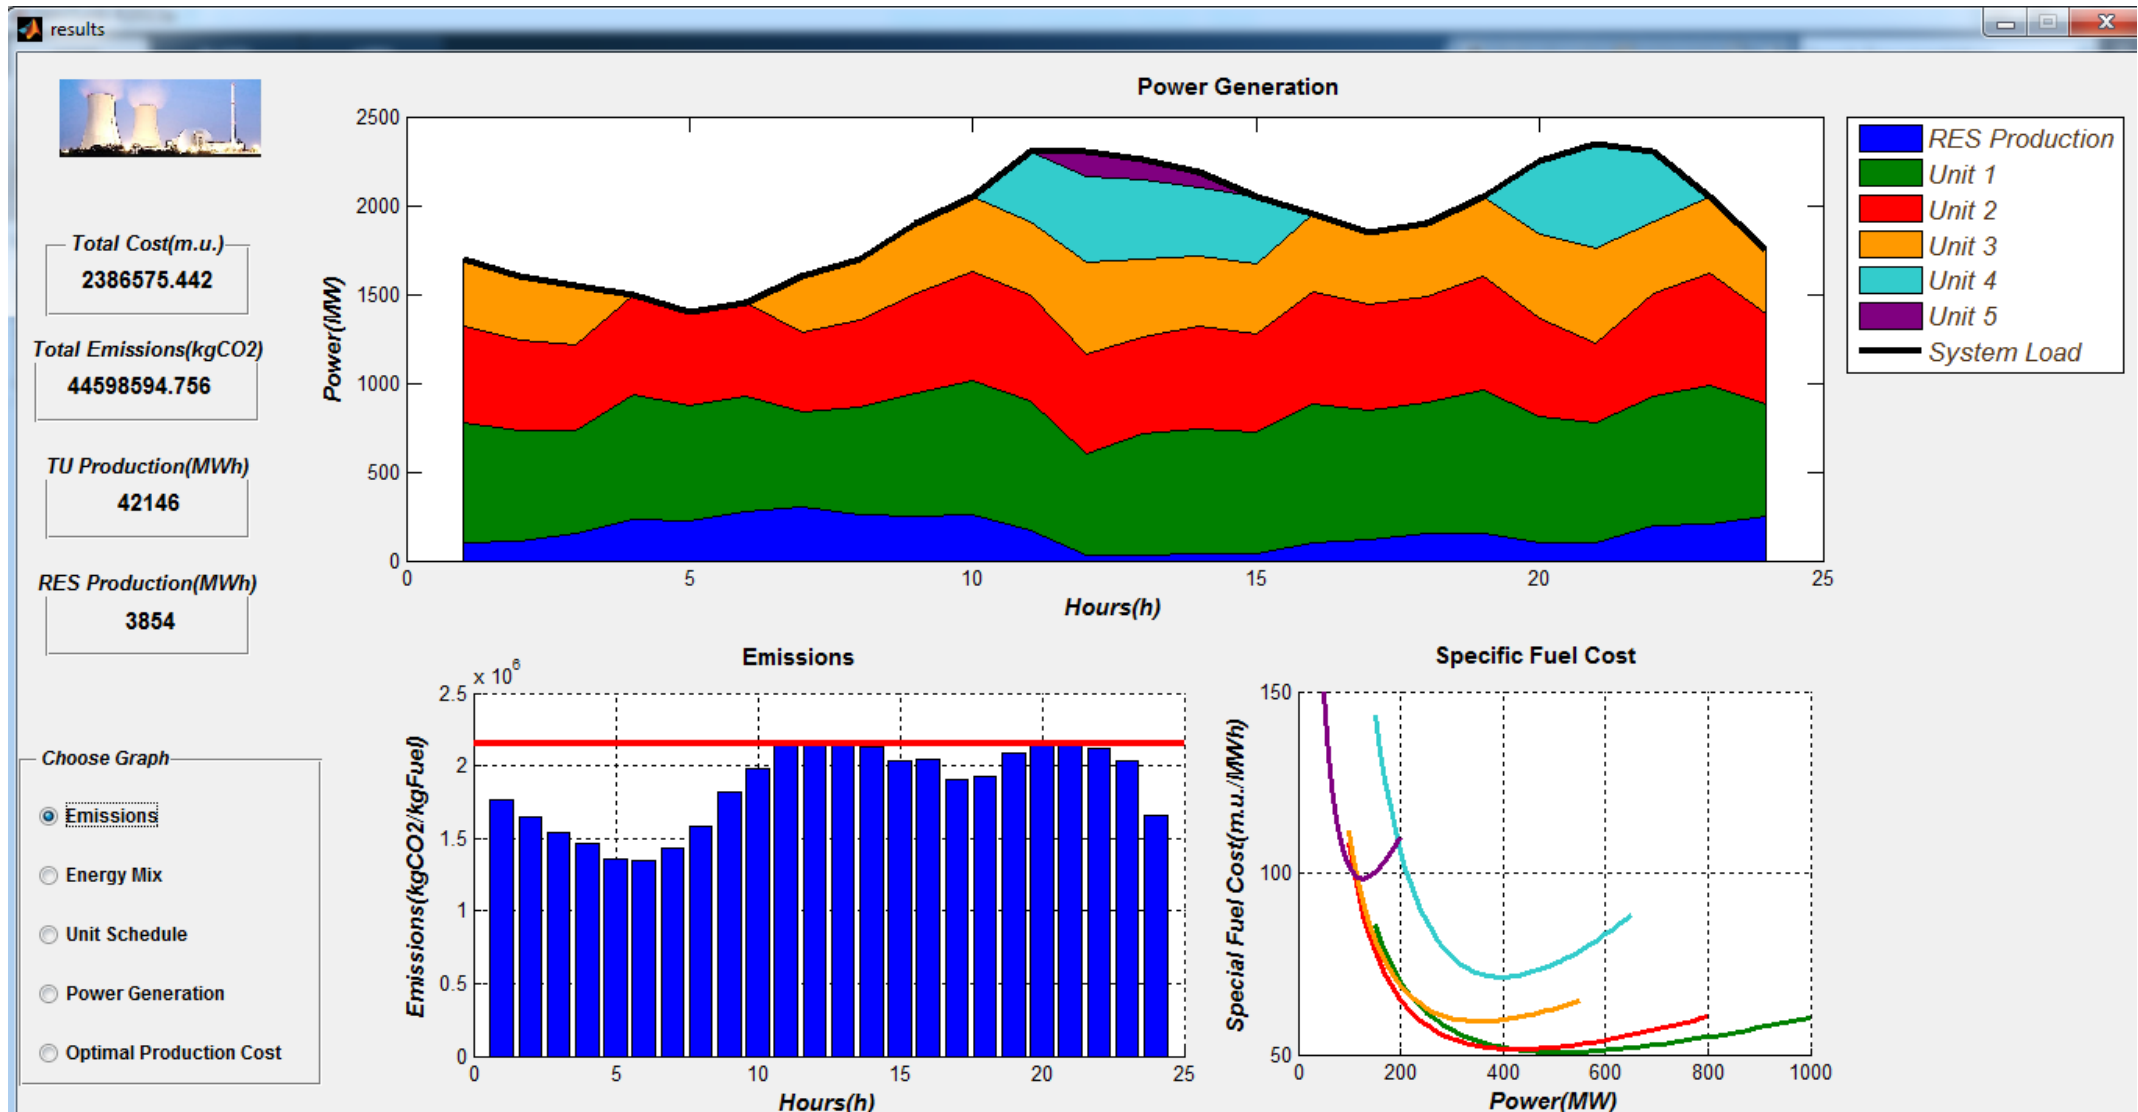 results
Power Generation
2500
2000
1500
1000
500
0
Power(MW)
0 5 10 15 20 25
Hours(h)
RES Production
Unit 1
Unit 2
Unit 3
Unit 4
Unit 5
System Load
Total Cost(m.u.)
2386575.442
Total Emissions(kgCO2)
44598594.756
TU Production(MWh)
42146
RES Production(MWh)
3854
Choose Graph
Emissions
Energy Mix
Unit Schedule
Power Generation
Optimal Production Cost
Emissions
x 10^6
2.5
2
1.5
1
0.5
0
Emissions(kgCO2/kgFuel)
0 5 10 15 20 25
Hours(h)
Specific Fuel Cost
150
100
50
Special Fuel Cost(m.u./MWh)
0 200 400 600 800 1000
Power(MW)